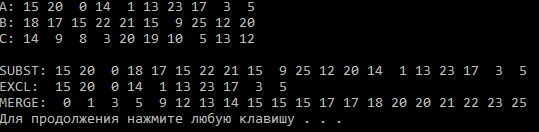 A: 15 20  0 14  1 13 23 17  3  5
B: 18 17 15 22 21 15  9 25 12 20
C: 14  9  8  3 20 19 10  5 13 12
SUBST: 15 20  0 18 17 15 22 21 15  9 25 12 20 14  1 13 23 17  3  5
EXCL:  15 20  0 14  1 13 23 17  3  5
MERGE:  0  1  3  5  9 12 13 14 15 15 15 17 17 18 20 20 21 22 23 25
Для продолжения нажмите любую клавишу . . .